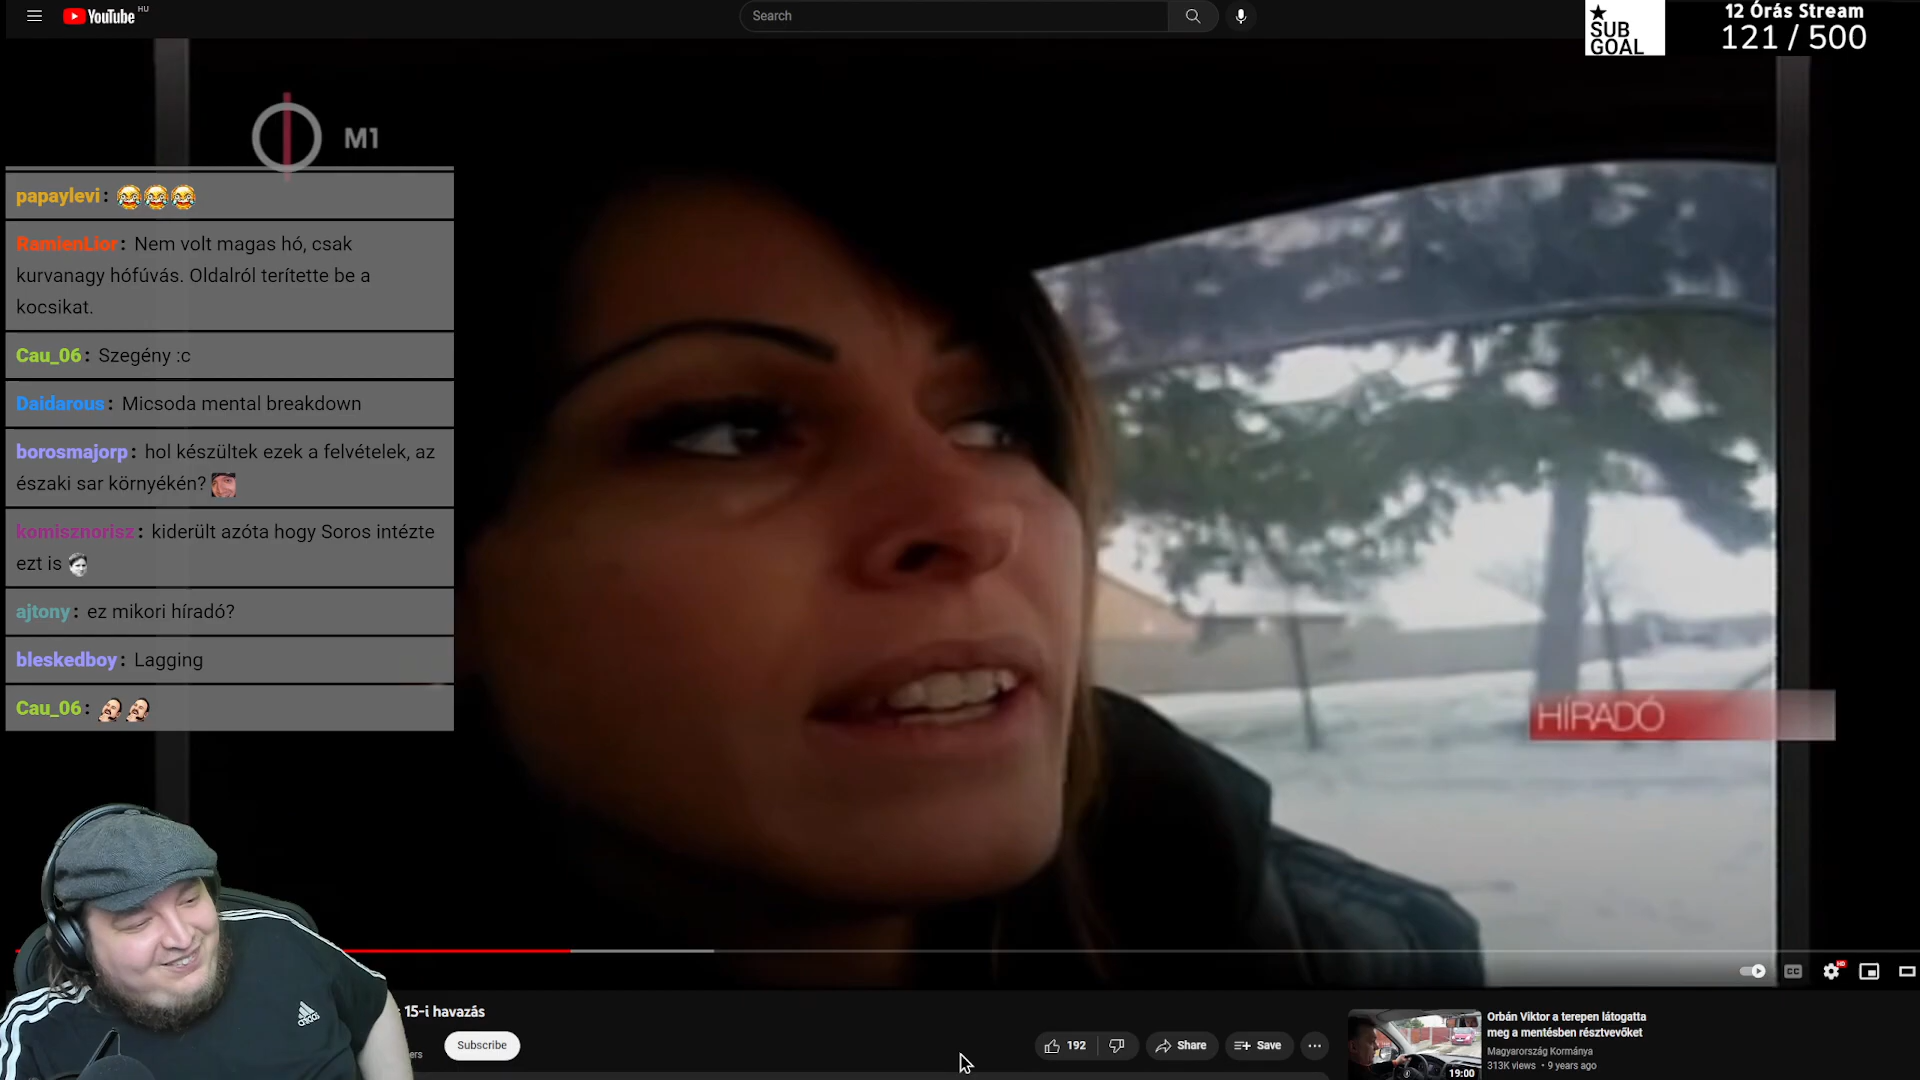 YouTube HU
Search
SUB
GOAL
12 Órás Stream
121 / 500
M1
papaylevi:
RamienLior: Nem volt magas hó, csak
kurvanagy hófúvás. Oldalról terítette be a
kocsikat.
Cau_06: Szegény :c
Daidarous: Micsoda mental breakdown
borosmajorp: hol készültek ezek a felvételek, az
északi sar környékén?
komisznorisz: kiderült azóta hogy Soros intézte
ezt is
ajtony: ez mikori híradó?
bleskedboy: Lagging
Cau_06:
HÍRADÓ
CC
HD
adidas
15-i havazás
Subscribe
192
Share
Save
Orbán Viktor a terepen látogatta
meg a mentésben résztvevőket
Magyarország Kormánya
313K views • 9 years ago
19:00